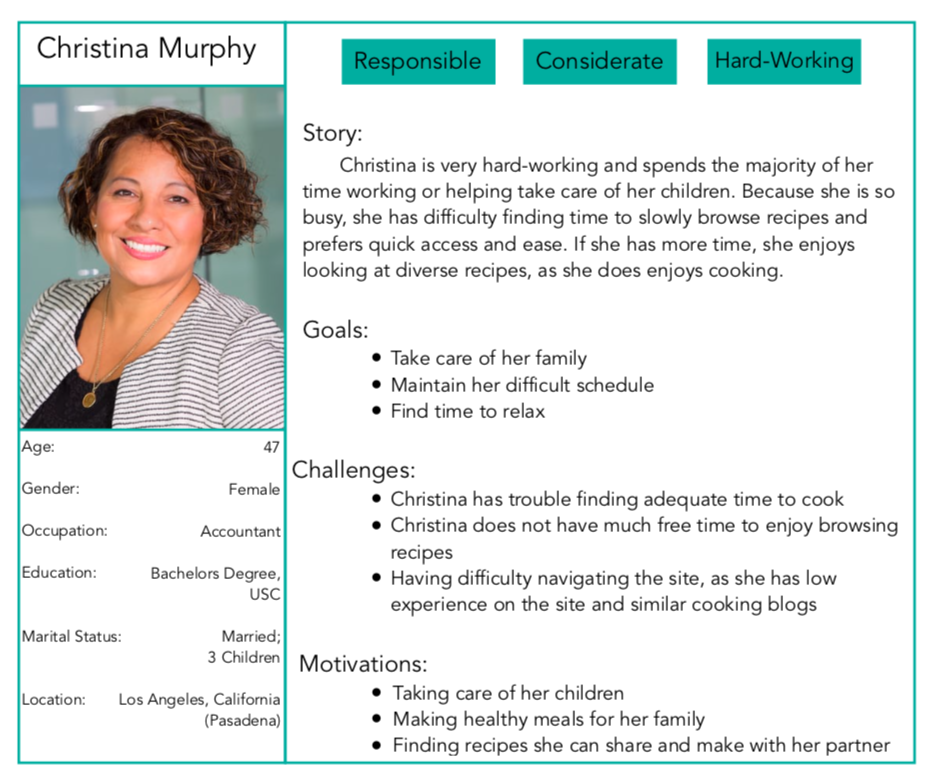 Christina Murphy
Responsible
Considerate
Hard-Working
Story:
Christina is very hard-working and spends the majority of her
time working or helping take care of her children. Because she is so
busy, she has difficulty finding time to slowly browse recipes and
prefers quick access and ease. If she has more time, she enjoys
looking at diverse recipes, as she does enjoys cooking.
Goals:
• Take care of her family
• Maintain her difficult schedule
• Find time to relax
Challenges:
• Christina has trouble finding adequate time to cook
• Christina does not have much free time to enjoy browsing
recipes
• Having difficulty navigating the site, as she has low
experience on the site and similar cooking blogs
Motivations:
• Taking care of her children
• Making healthy meals for her family
• Finding recipes she can share and make with her partner
Age: 47
Gender: Female
Occupation: Accountant
Education: Bachelors Degree,
USC
Marital Status: Married;
3 Children
Location: Los Angeles, California
(Pasadena)